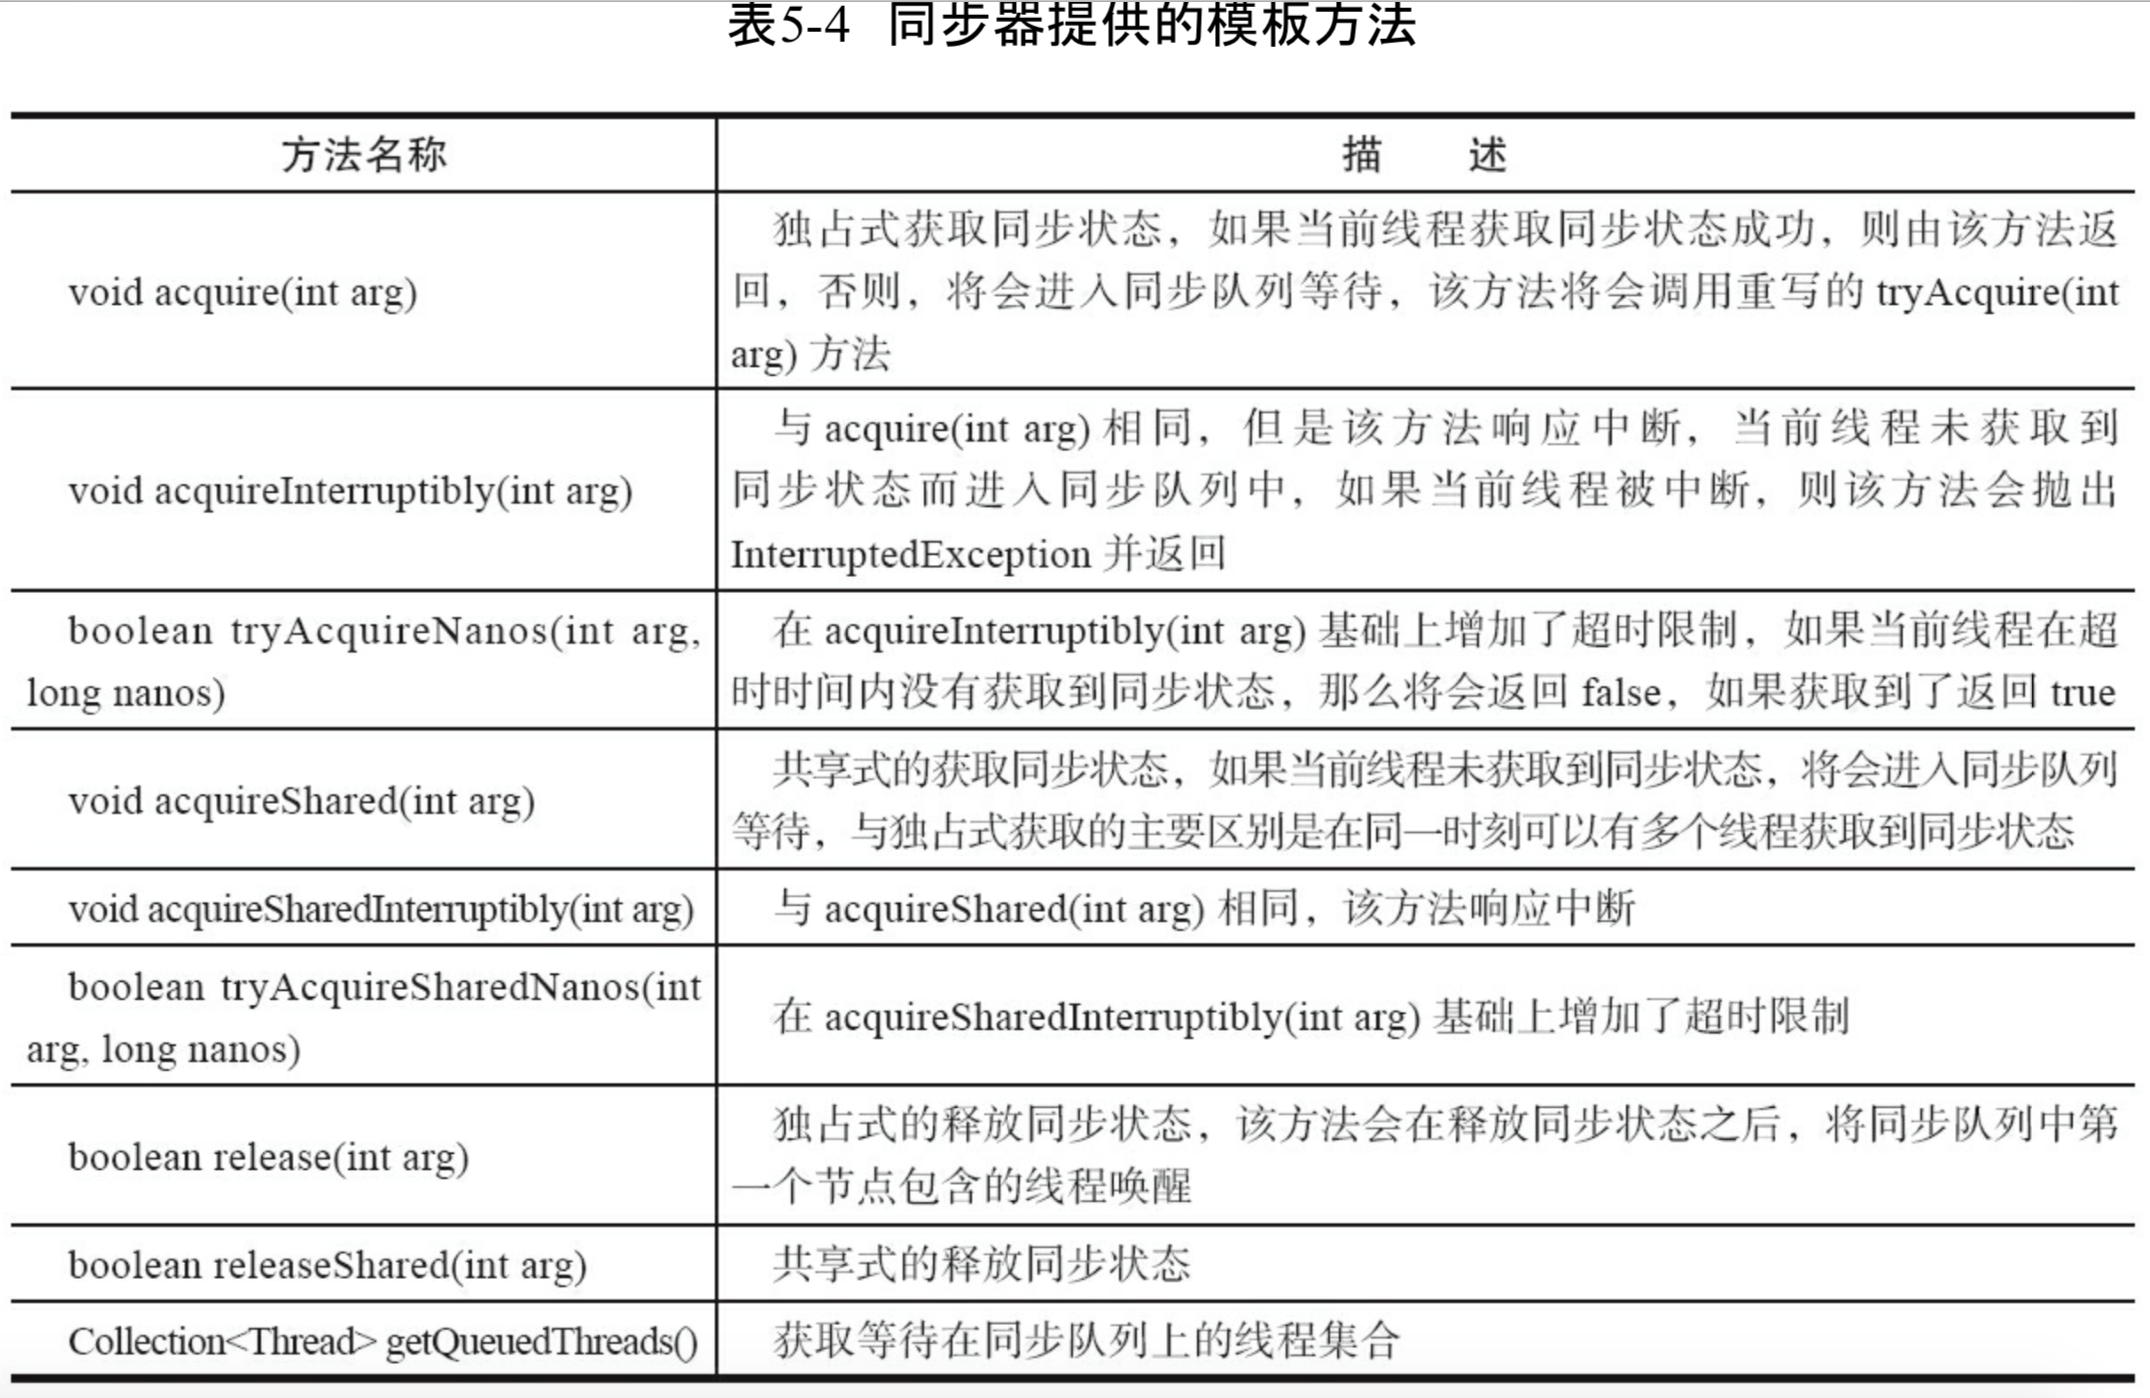 表5-4 同步器提供的模板方法
方法名称
描 述
void acquire(int arg)
独占式获取同步状态，如果当前线程获取同步状态成功，则由该方法返
回，否则，将会进入同步队列等待，该方法将会调用重写的 tryAcquire(int
arg) 方法
void acquireInterruptibly(int arg)
与 acquire(int arg) 相同，但是该方法响应中断，当前线程未获取到
同步状态而进入同步队列中，如果当前线程被中断，则该方法会抛出
InterruptedException 并返回
boolean tryAcquireNanos(int arg,
long nanos)
在 acquireInterruptibly(int arg) 基础上增加了超时限制，如果当前线程在超
时时间内没有获取到同步状态，那么将会返回 false，如果获取到了返回 true
void acquireShared(int arg)
共享式的获取同步状态，如果当前线程未获取到同步状态，将会进入同步队列
等待，与独占式获取的主要区别是在同一时刻可以有多个线程获取到同步状态
void acquireSharedInterruptibly(int arg)
与 acquireShared(int arg) 相同，该方法响应中断
boolean tryAcquireSharedNanos(int
arg, long nanos)
在 acquireSharedInterruptibly(int arg) 基础上增加了超时限制
boolean release(int arg)
独占式的释放同步状态，该方法会在释放同步状态之后，将同步队列中第
一个节点包含的线程唤醒
boolean releaseShared(int arg)
共享式的释放同步状态
Collection<Thread> getQueuedThreads()
获取等待在同步队列上的线程集合